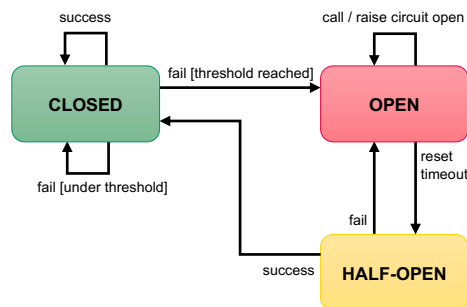 success
call / raise circuit open
CLOSED
fail [threshold reached]
OPEN
fail [under threshold]
reset
timeout
fail
success
HALF-OPEN